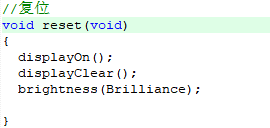 //复位
void reset(void)
{
displayOn();
displayClear();
brightness(Brilliance);
}